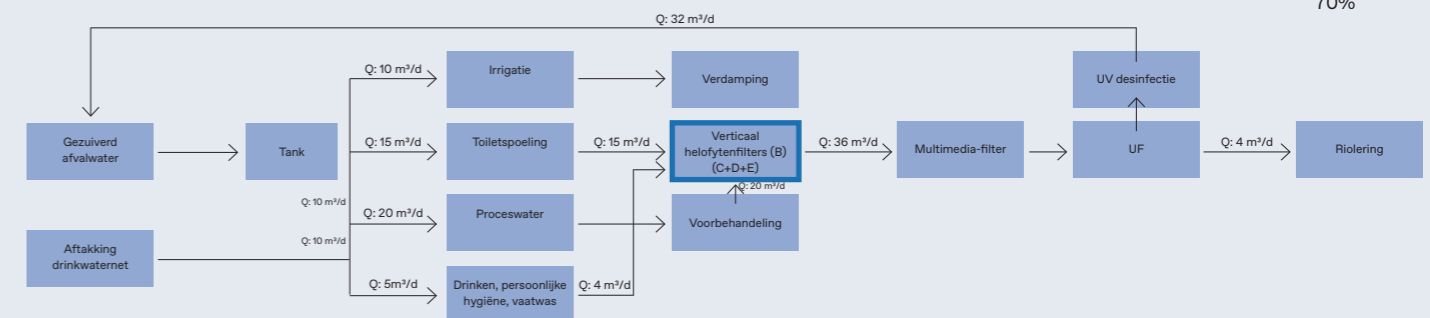 70%
Q: 32 m³/d
Gezuiverd
afvalwater
Tank
Aftakking
drinkwaternet
Q: 10 m³/d
Q: 15 m³/d
Q: 10 m³/d
Q: 20 m³/d
Q: 10 m³/d
Q: 5m³/d
Irrigatie
Toiletspoeling
Proceswater
Drinken, persoonlijke
hygiëne, vaatwas
Q: 15 m³/d
Q: 4 m³/d
Verdamping
Verticaal
helofytenfilters (B)
(C+D+E)
Q: 20 m³/d
Voorbehandeling
Q: 36 m³/d
Multimedia-filter
UV desinfectie
UF
Q: 4 m³/d
Riolering